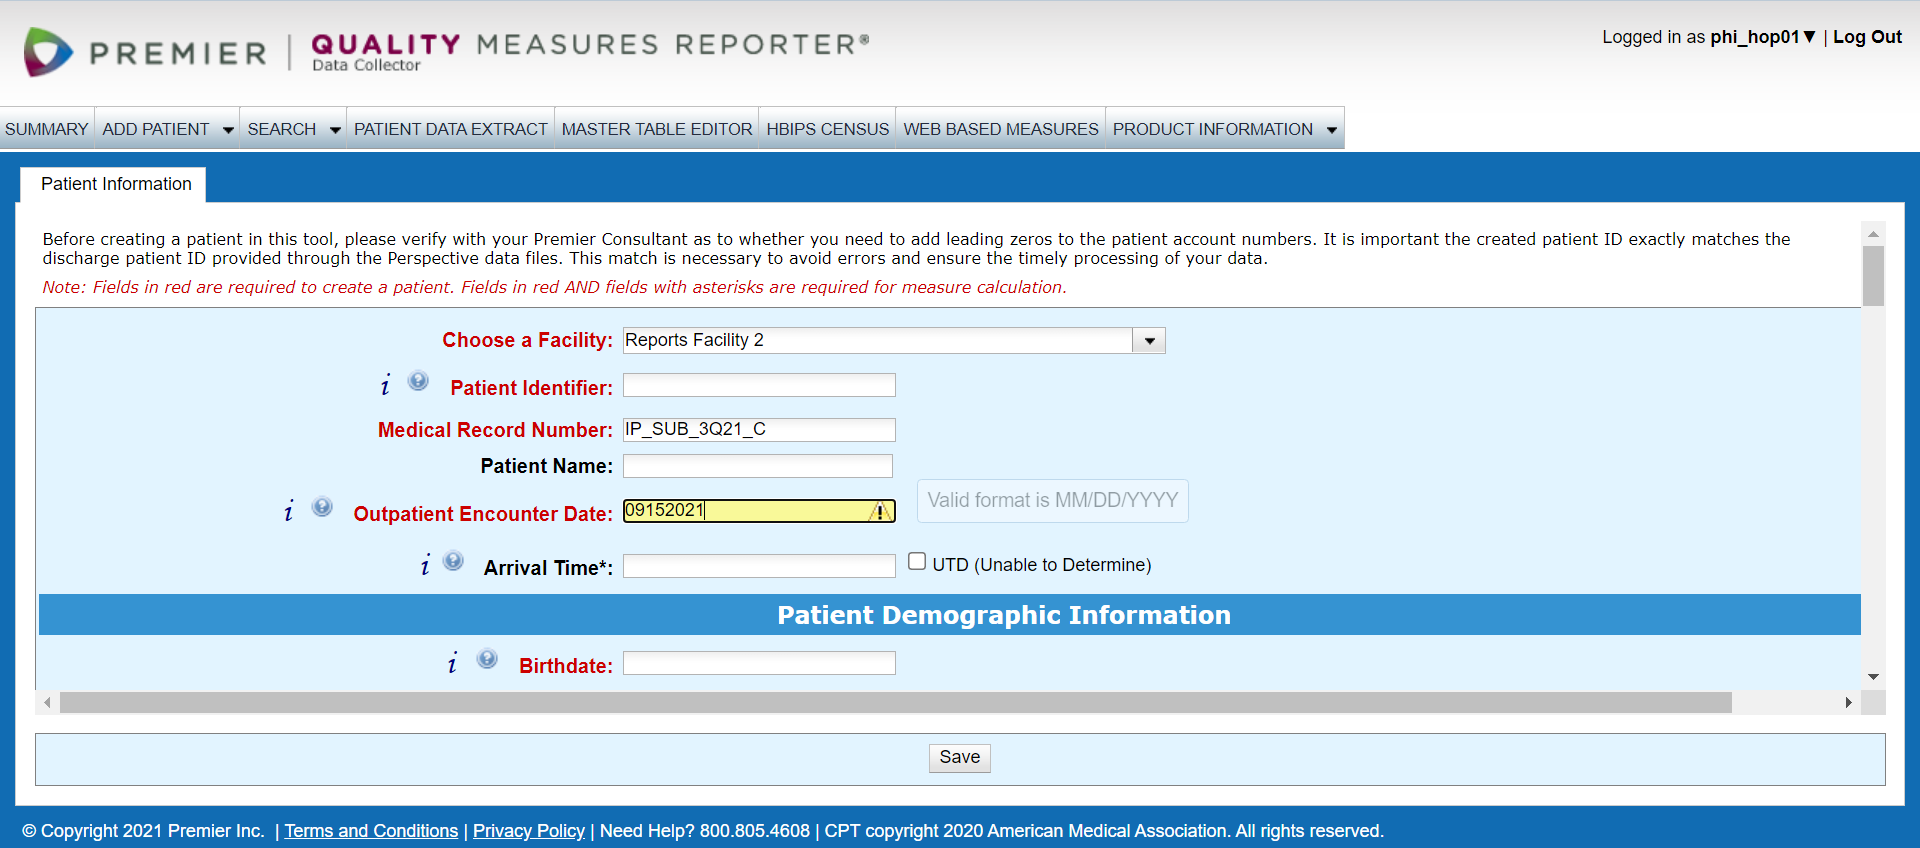 PREMIER | QUALITY MEASURES REPORTER®
Data Collector
Logged in as phi_hop01▼ | Log Out
SUMMARY ADD PATIENT SEARCH PATIENT DATA EXTRACT MASTER TABLE EDITOR HBIPS CENSUS WEB BASED MEASURES PRODUCT INFORMATION
Patient Information
Before creating a patient in this tool, please verify with your Premier Consultant as to whether you need to add leading zeros to the patient account numbers. It is important the created patient ID exactly matches the
discharge patient ID provided through the Perspective data files. This match is necessary to avoid errors and ensure the timely processing of your data.
Note: Fields in red are required to create a patient. Fields in red AND fields with asterisks are required for measure calculation.
Choose a Facility: Reports Facility 2
i ? Patient Identifier:
Medical Record Number: IP_SUB_3Q21_C
Patient Name:
i ? Outpatient Encounter Date: 09152021 Valid format is MM/DD/YYYY
i ? Arrival Time*: UTD (Unable to Determine)
Patient Demographic Information
i ? Birthdate:
Save
© Copyright 2021 Premier Inc. | Terms and Conditions | Privacy Policy | Need Help? 800.805.4608 | CPT copyright 2020 American Medical Association. All rights reserved.